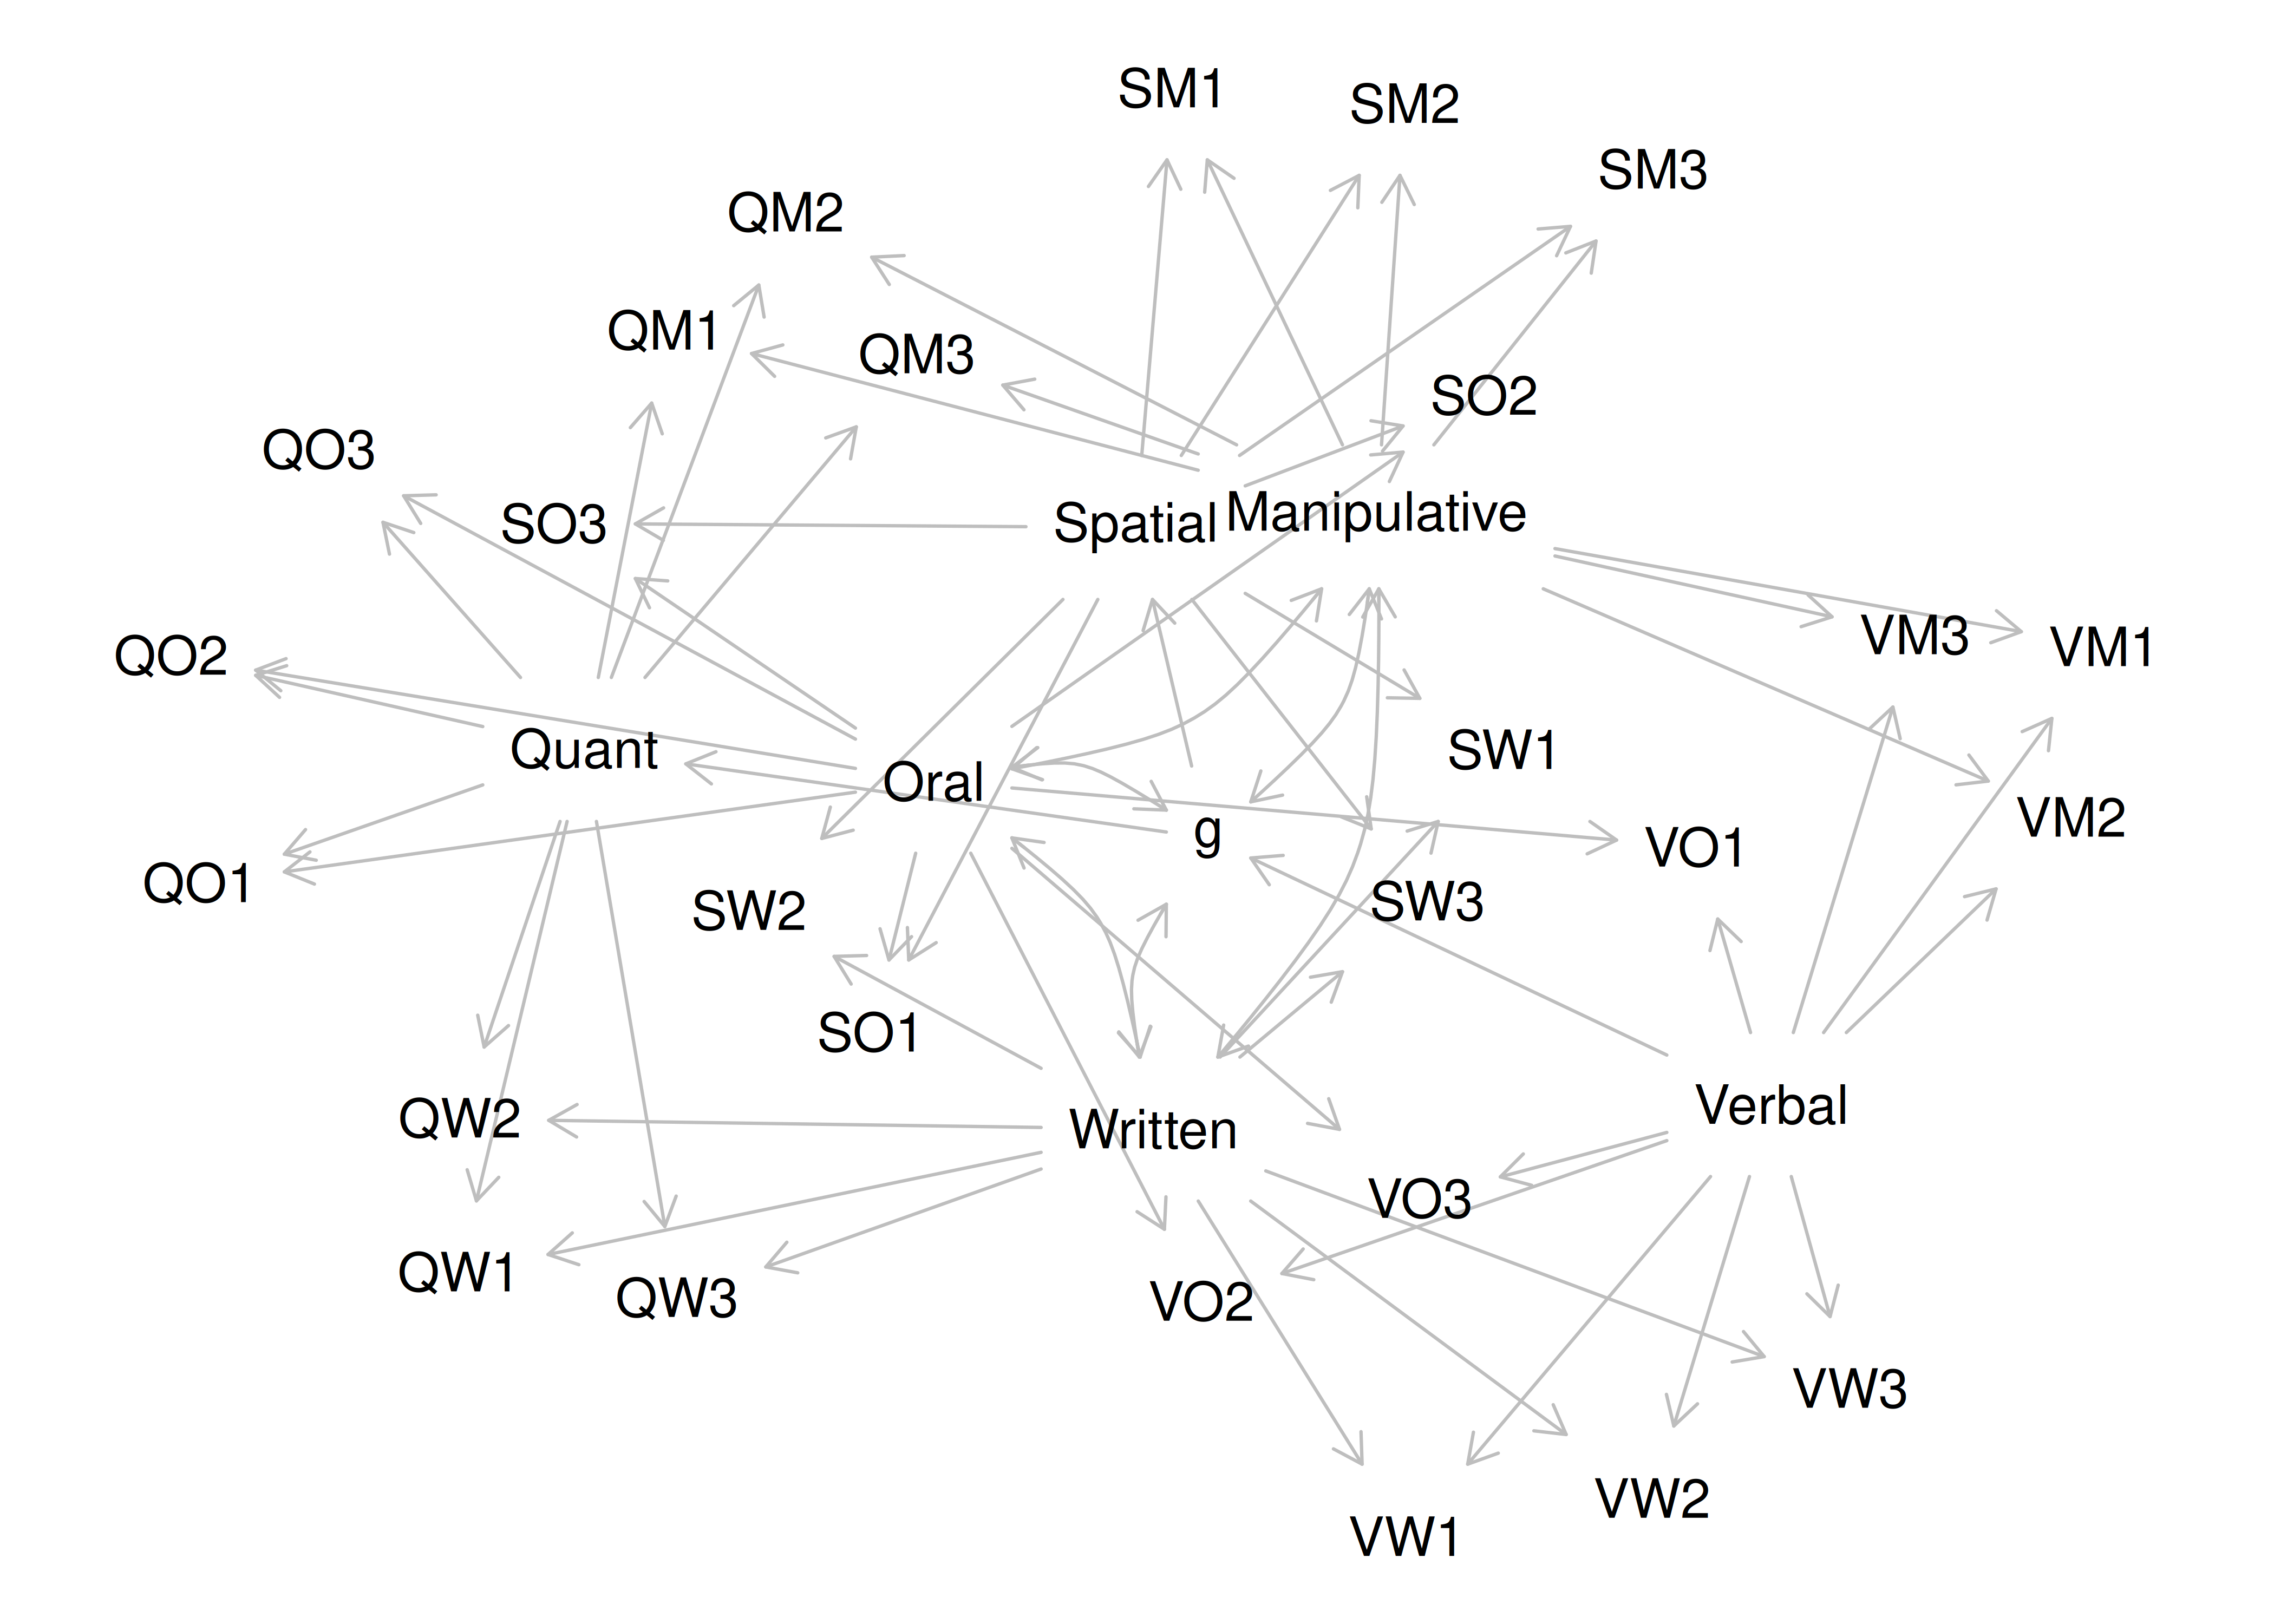 SM1
SM2
SM3
QM2
QM1
QM3
SO2
QO3
SO3
Spatial
Manipulative
VM3
VM1
QO2
Quant
SW1
Oral
g
VM2
VO1
QO1
SW2
SW3
SO1
QW2
Written
Verbal
VO3
QW1
QW3
VO2
VW3
VW2
VW1